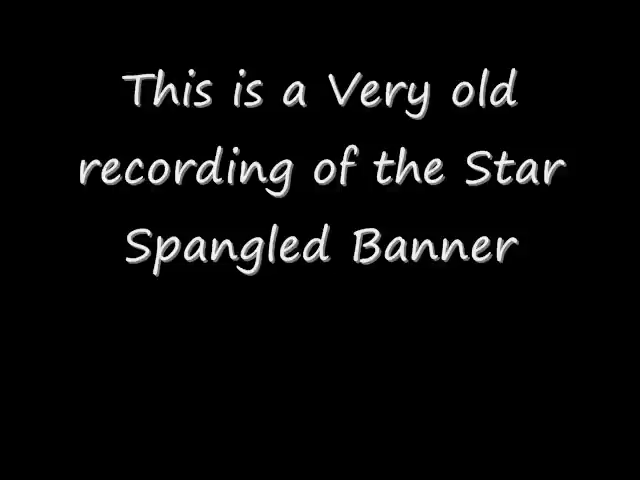 This is a Very old
recording of the Star
Spangled Banner